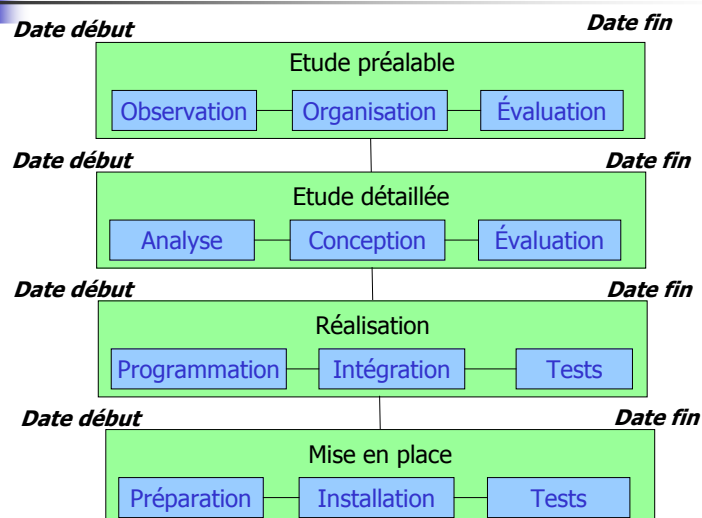 Date début Date fin
Etude préalable
Observation Organisation Évaluation
Date début Date fin
Etude détaillée
Analyse Conception Évaluation
Date début Date fin
Réalisation
Programmation Intégration Tests
Date début Date fin
Mise en place
Préparation Installation Tests